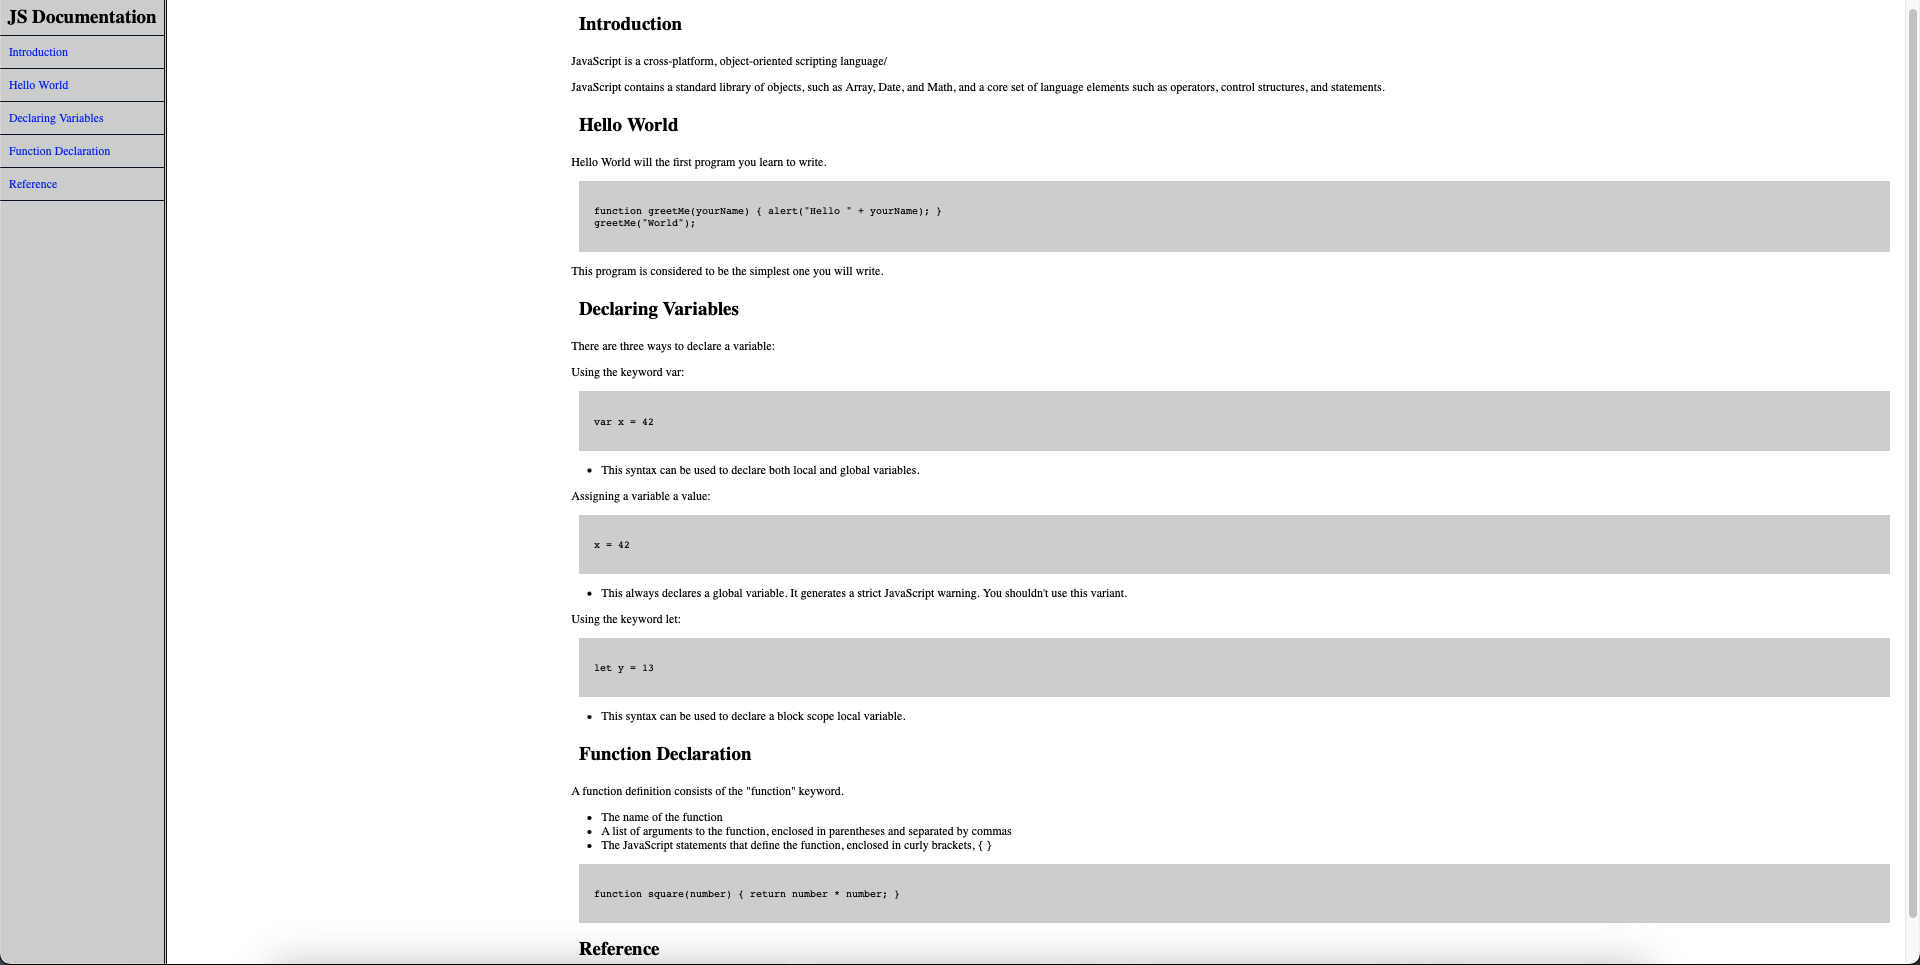 JS Documentation
Introduction
Hello World
Declaring Variables
Function Declaration
Reference
Introduction
JavaScript is a cross-platform, object-oriented scripting language/
JavaScript contains a standard library of objects, such as Array, Date, and Math, and a core set of language elements such as operators, control structures, and statements.
Hello World
Hello World will the first program you learn to write.
function greetMe(yourName) { alert("Hello " + yourName); }
greetMe("World");
This program is considered to be the simplest one you will write.
Declaring Variables
There are three ways to declare a variable:
Using the keyword var:
var x = 42
• This syntax can be used to declare both local and global variables.
Assigning a variable a value:
x = 42
• This always declares a global variable. It generates a strict JavaScript warning. You shouldn't use this variant.
Using the keyword let:
let y = 13
• This syntax can be used to declare a block scope local variable.
Function Declaration
A function definition consists of the "function" keyword.
• The name of the function
• A list of arguments to the function, enclosed in parentheses and separated by commas
• The JavaScript statements that define the function, enclosed in curly brackets, { }
function square(number) { return number * number; }
Reference